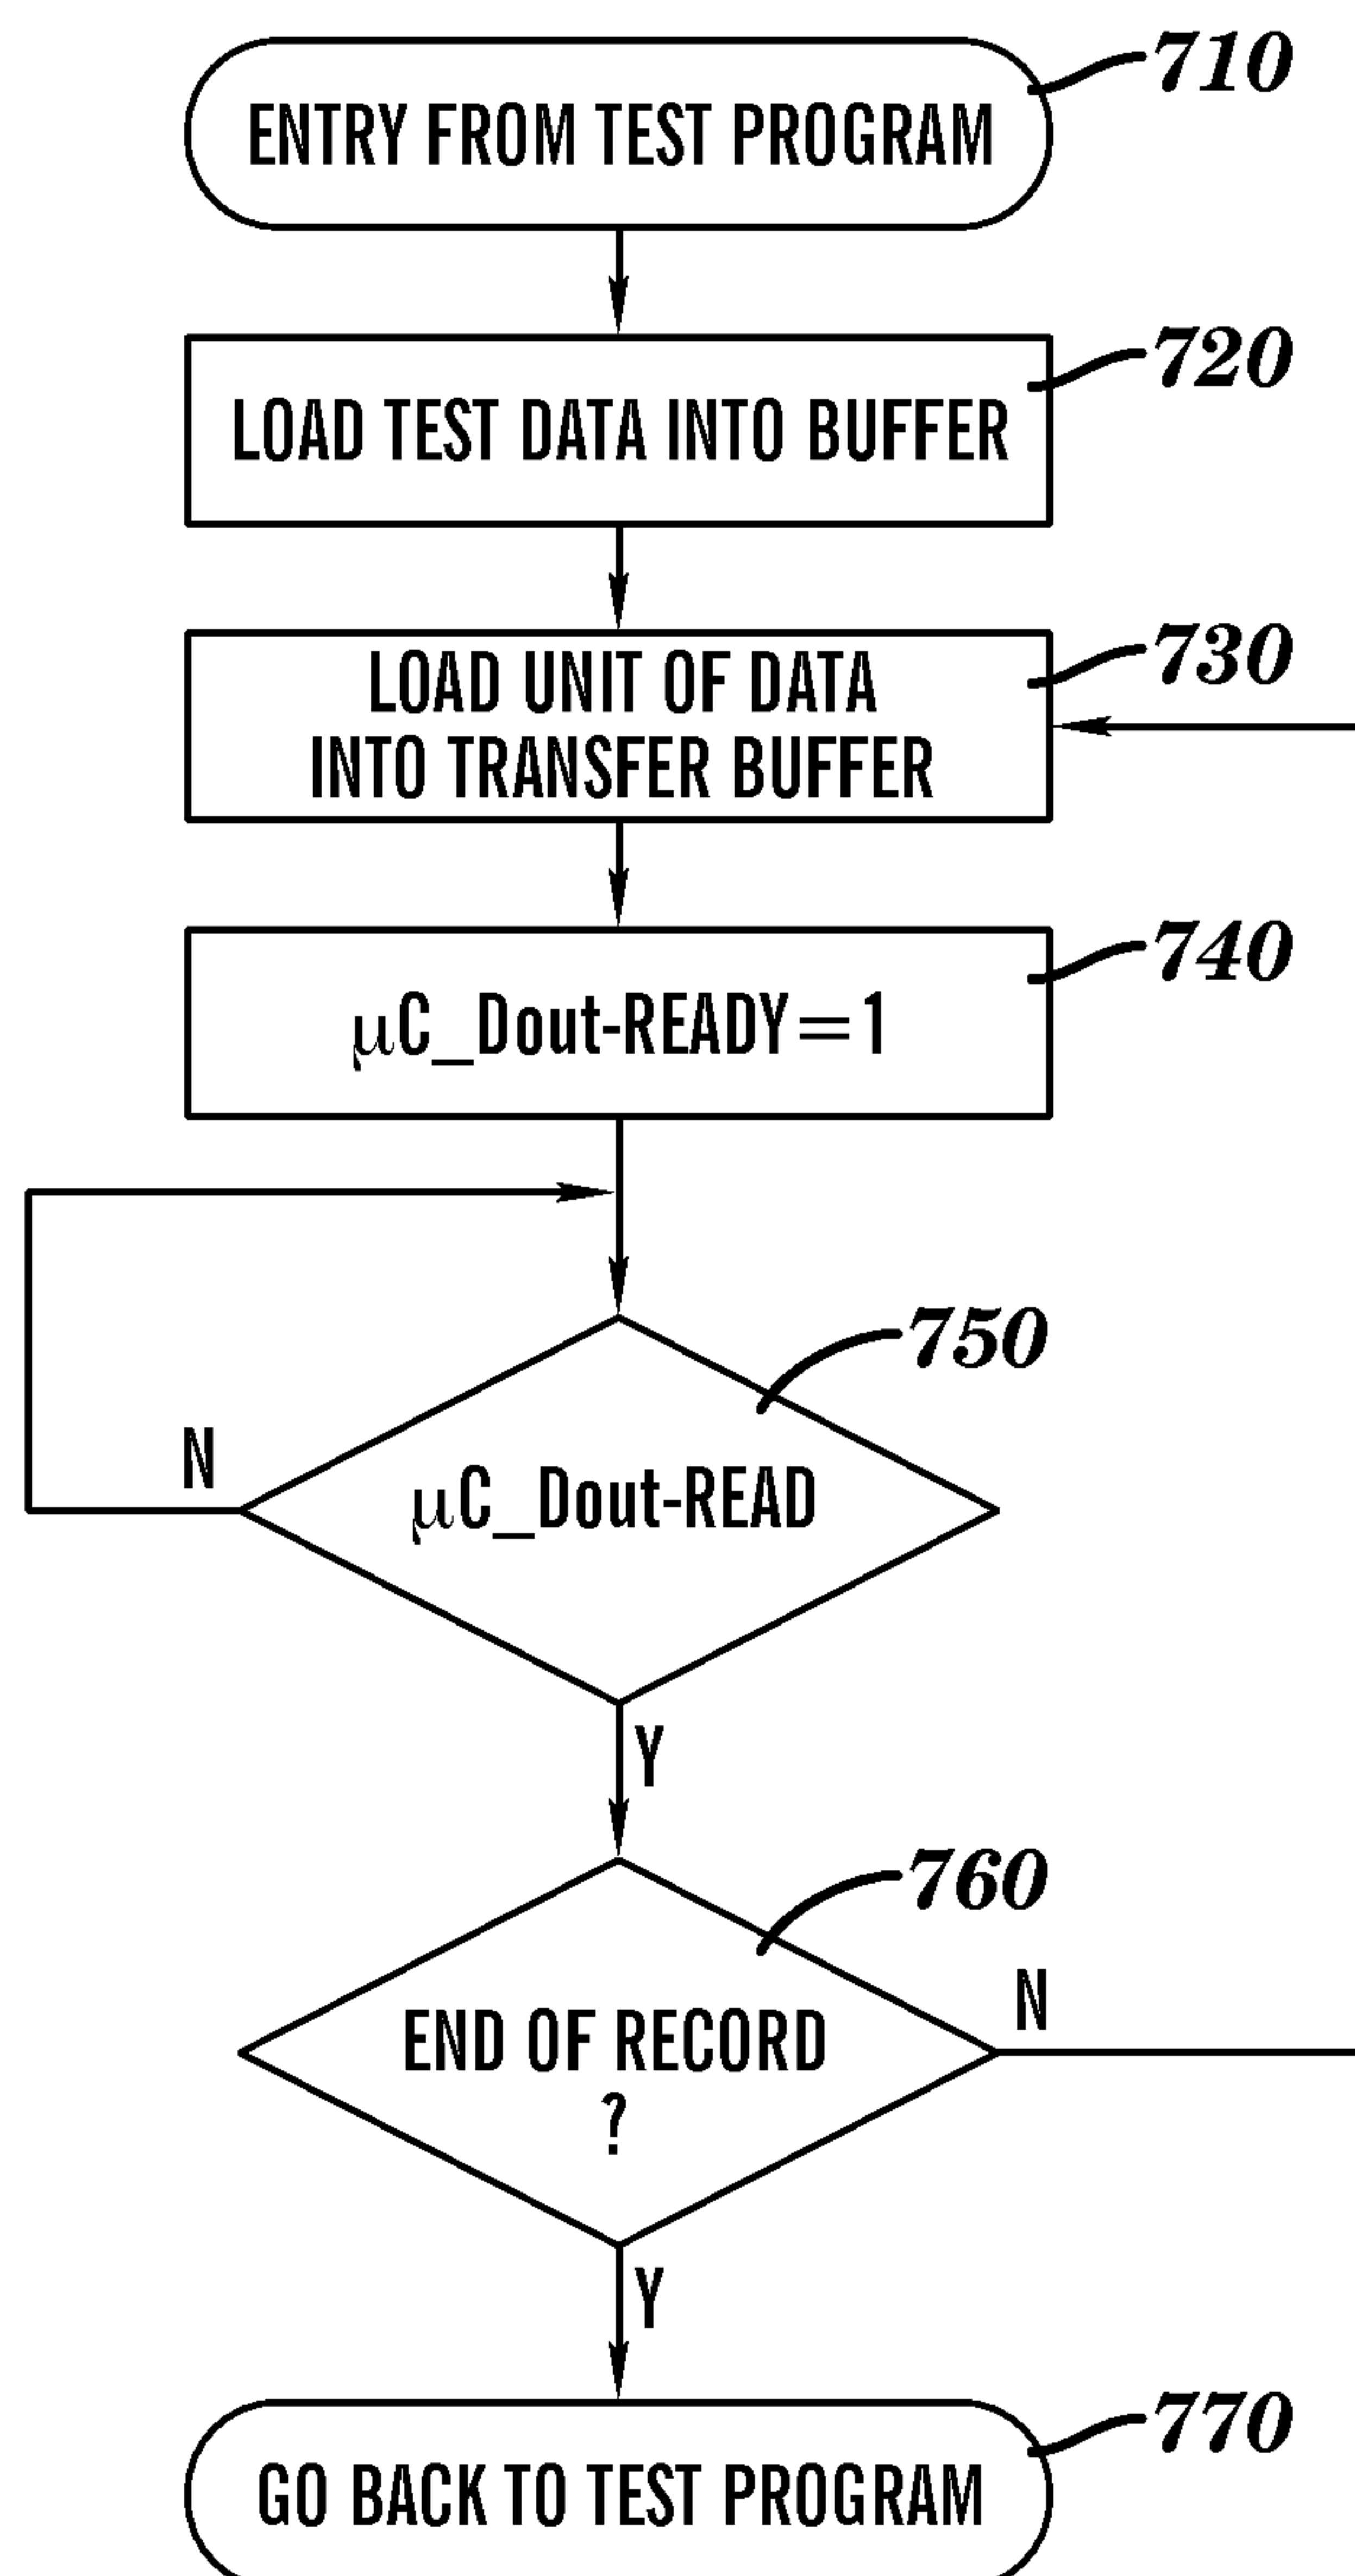 710
ENTRY FROM TEST PROGRAM
720
LOAD TEST DATA INTO BUFFER
730
LOAD UNIT OF DATA
INTO TRANSFER BUFFER
740
μC_Dout-READY=1
750
N
μC_Dout-READ
Y
760
N
END OF RECORD
?
Y
770
GO BACK TO TEST PROGRAM